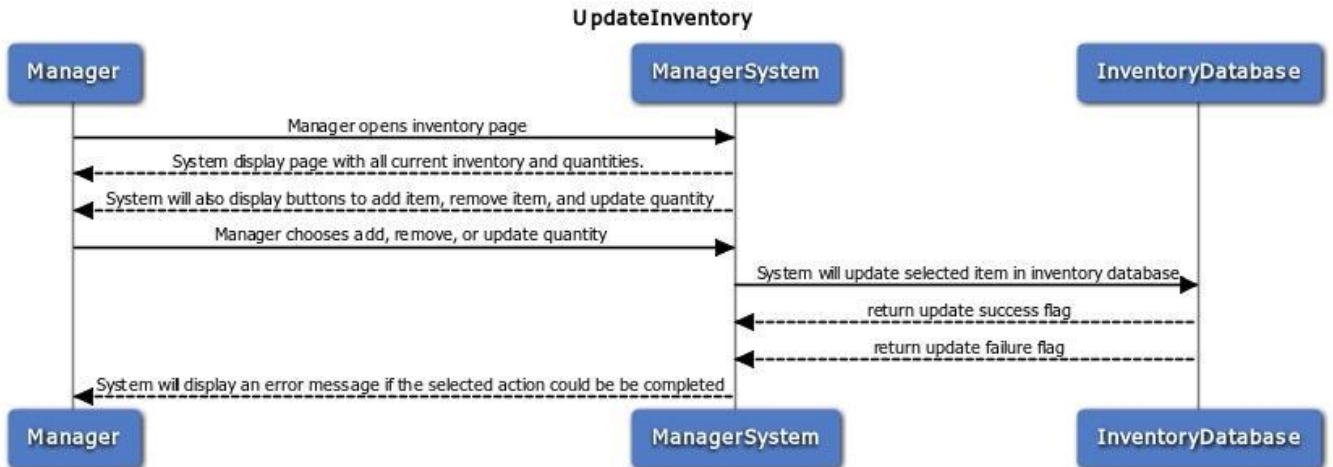 UpdateInventory
Manager
ManagerSystem
InventoryDatabase
Manager opens inventory page
System display page with all current inventory and quantities.
System will also display buttons to add item, remove item, and update quantity
Manager chooses add, remove, or update quantity
System will update selected item in inventory database
return update success flag
return update failure flag
System will display an error message if the selected action could be be completed
Manager
ManagerSystem
InventoryDatabase